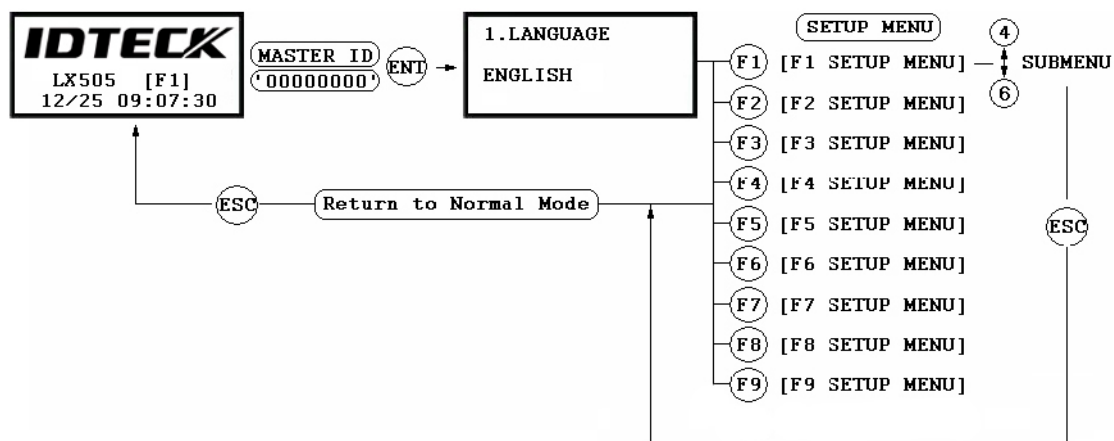 IDTECK
LX505 [F1]
12/25 09:07:30
MASTER ID
'00000000'
ENT
1.LANGUAGE
ENGLISH
SETUP MENU
F1 [F1 SETUP MENU]
4
6
SUBMENU
F2 [F2 SETUP MENU]
F3 [F3 SETUP MENU]
F4 [F4 SETUP MENU]
F5 [F5 SETUP MENU]
F6 [F6 SETUP MENU]
F7 [F7 SETUP MENU]
F8 [F8 SETUP MENU]
F9 [F9 SETUP MENU]
ESC
Return to Normal Mode
ESC